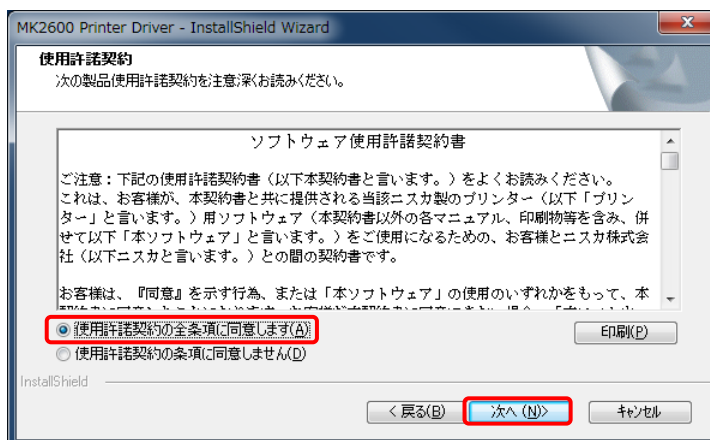 MK2600 Printer Driver - InstallShield Wizard
使用許諾契約
次の製品使用許諾契約を注意深くお読みください。
ソフトウェア使用許諾契約書
ご注意：下記の使用許諾契約書（以下本契約書と言います。）をよくお読みください。
これは、お客様が、本契約書と共に提供される当該ニスカ製のプリンター（以下「プリン
ター」と言います。）用ソフトウェア（本契約書以外の各マニュアル、印刷物等を含み、併
せて以下「本ソフトウェア」と言います。）をご使用になるための、お客様とニスカ株式会
社（以下ニスカと言います。）との間の契約書です。
お客様は、『同意』を示す行為、または「本ソフトウェア」の使用のいずれかをもって、本
使用許諾契約の全条項に同意します(A)
印刷(P)
使用許諾契約の条項に同意しません(D)
InstallShield
< 戻る(B)
次へ (N)>
キャンセル